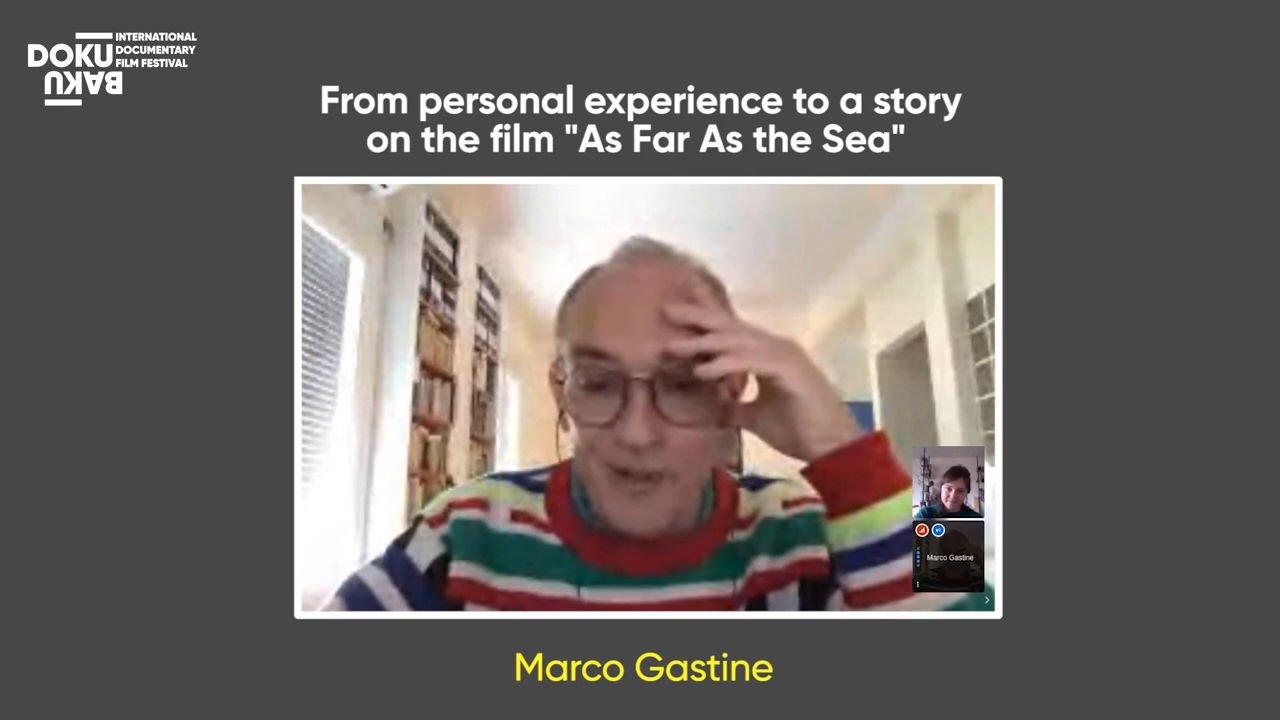 DOKU
BAKU
INTERNATIONAL
DOCUMENTARY
FILM FESTIVAL
From personal experience to a story
on the film "As Far As the Sea"
Marco Gastine
Marco Gastine